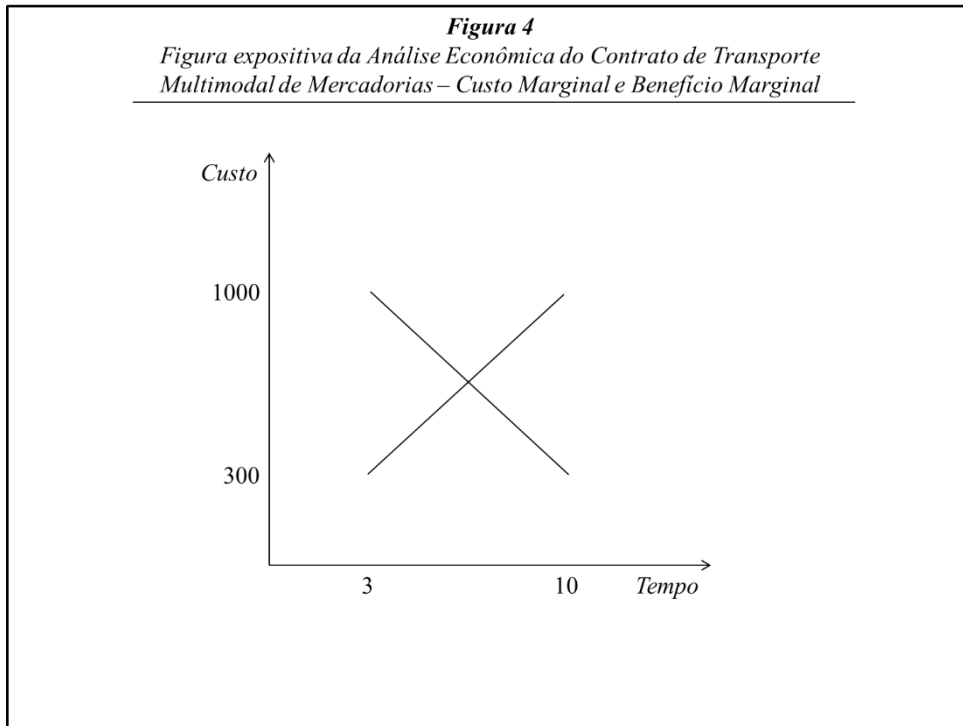 Figura 4
Figura expositiva da Análise Econômica do Contrato de Transporte
Multimodal de Mercadorias – Custo Marginal e Benefício Marginal
Custo
1000
300
3
10
Tempo